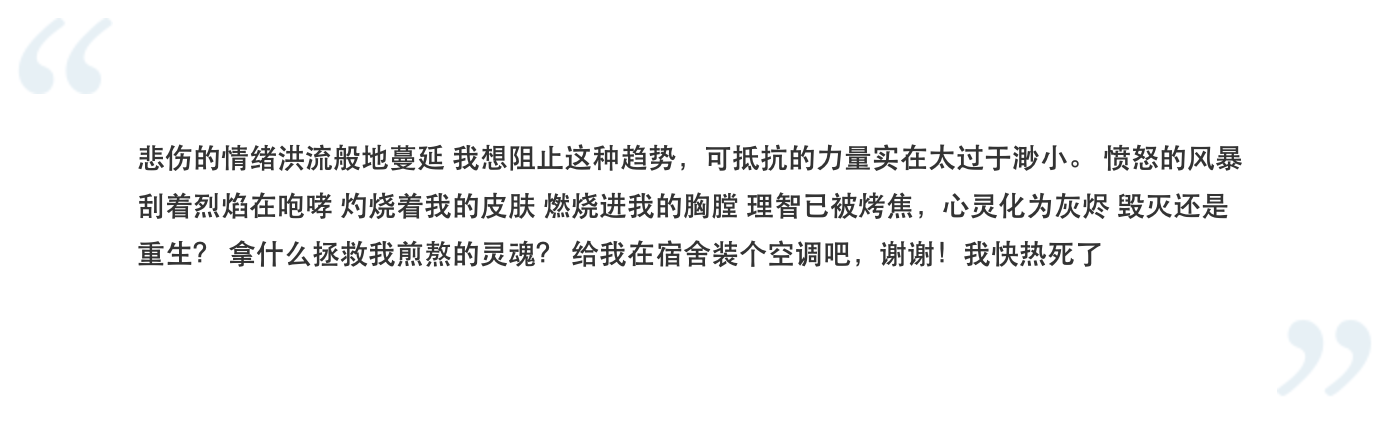 悲伤的情绪洪流般地蔓延 我想阻止这种趋势，可抵抗的力量实在太过于渺小。 愤怒的风暴
刮着烈焰在咆哮 灼烧着我的皮肤 燃烧进我的胸膛 理智已被烤焦，心灵化为灰烬 毁灭还是
重生？ 拿什么拯救我煎熬的灵魂？ 给我在宿舍装个空调吧，谢谢！我快热死了